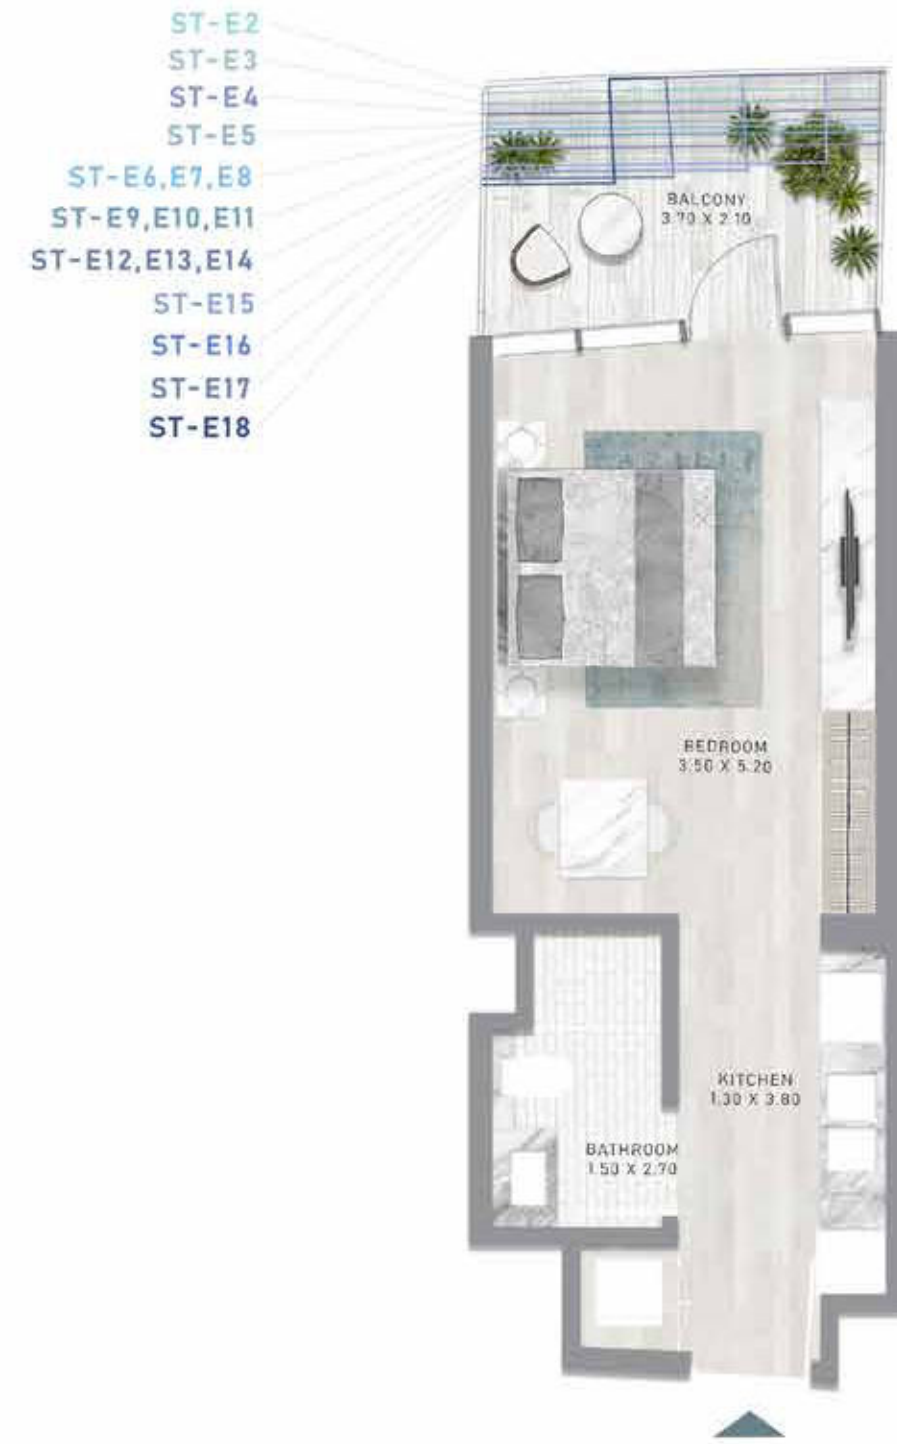 ST-E2
ST-E3
ST-E4
ST-E5
ST-E6,E7,E8
ST-E9,E10,E11
ST-E12,E13,E14
ST-E15
ST-E16
ST-E17
ST-E18
BALCONY
3.70 X 2.10
BEDROOM
3.50 X 5.20
KITCHEN
1.30 X 3.80
BATHROOM
1.50 X 2.70